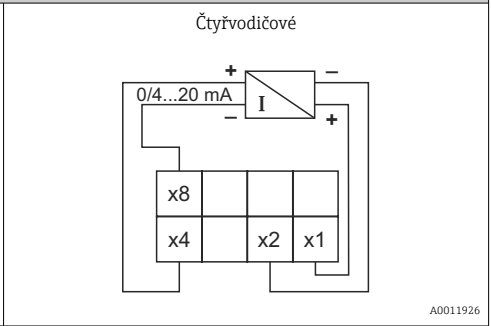 Čtyřvodičové
+ –
0/4...20 mA I
– +
x8
x4 x2 x1
A0011926